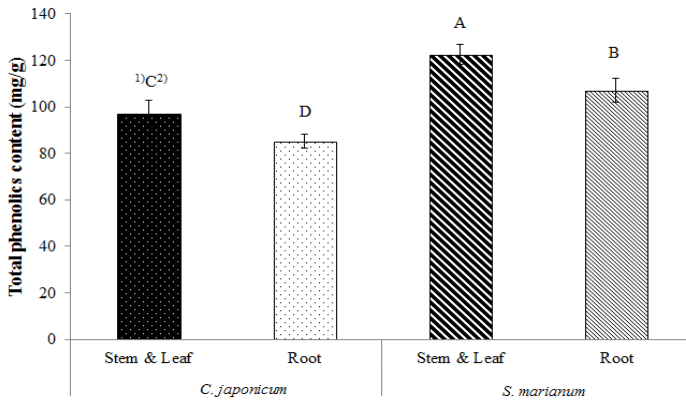 Total phenolics content (mg/g)
140
120
100
80
60
40
20
0
1)C2)
D
A
B
Stem & Leaf
Root
Stem & Leaf
Root
C. japonicum
S. marianum